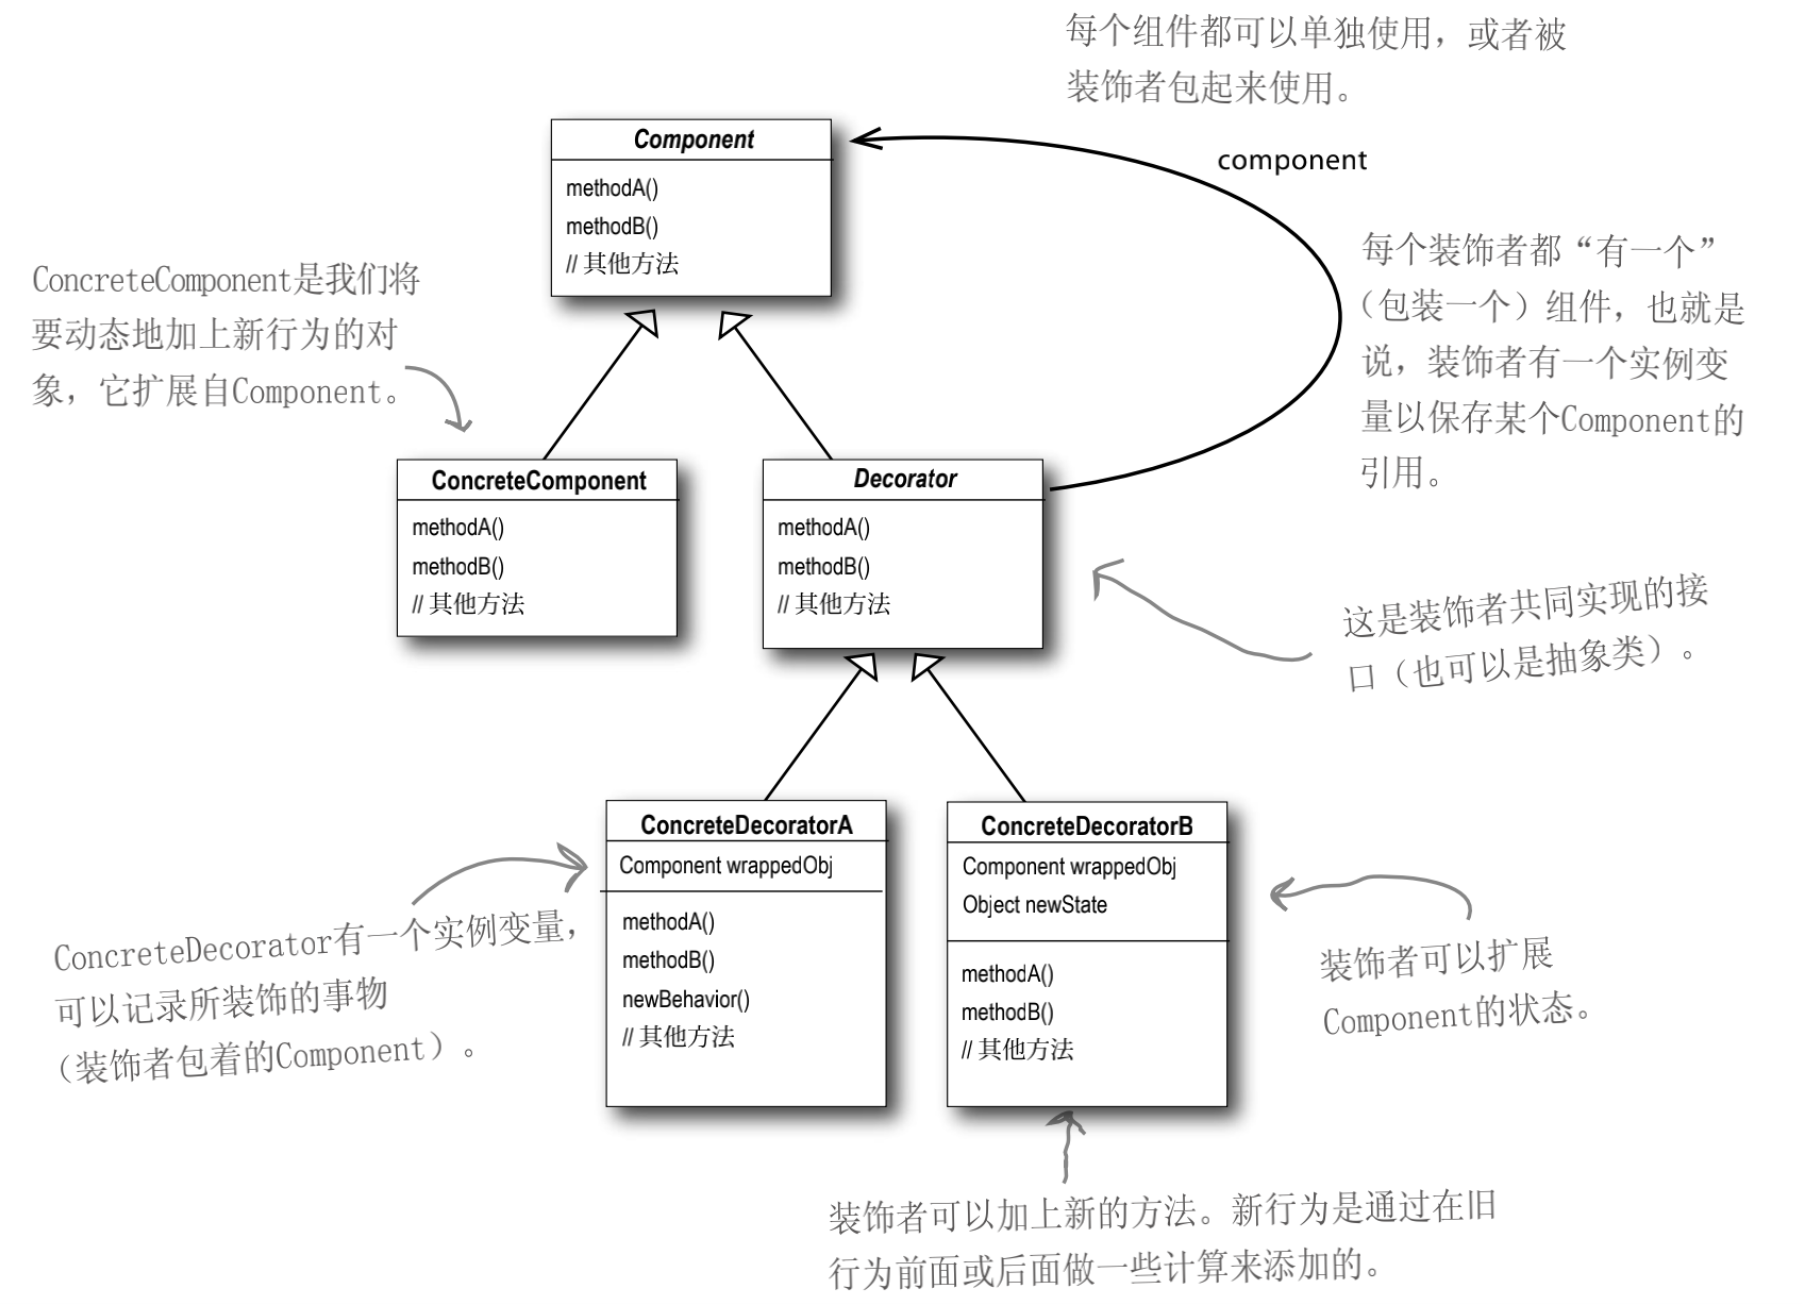 每个组件都可以单独使用，或者被
装饰者包起来使用。
Component
methodA()
methodB()
// 其他方法
component
ConcreteComponent是我们将
要动态地加上新行为的对
象，它扩展自Component。
每个装饰者都“有一个”
（包装一个）组件，也就是
说，装饰者有一个实例变
量以保存某个Component的
引用。
ConcreteComponent
methodA()
methodB()
// 其他方法
Decorator
methodA()
methodB()
// 其他方法
这是装饰者共同实现的接
口（也可以是抽象类）。
ConcreteDecoratorA
Component wrappedObj
methodA()
methodB()
newBehavior()
// 其他方法
ConcreteDecoratorB
Component wrappedObj
Object newState
methodA()
methodB()
// 其他方法
ConcreteDecorator有一个实例变量，
可以记录所装饰的事物
（装饰者包着的Component）。
装饰者可以扩展
Component的状态。
装饰者可以加上新的方法。新行为是通过在旧
行为前面或后面做一些计算来添加的。